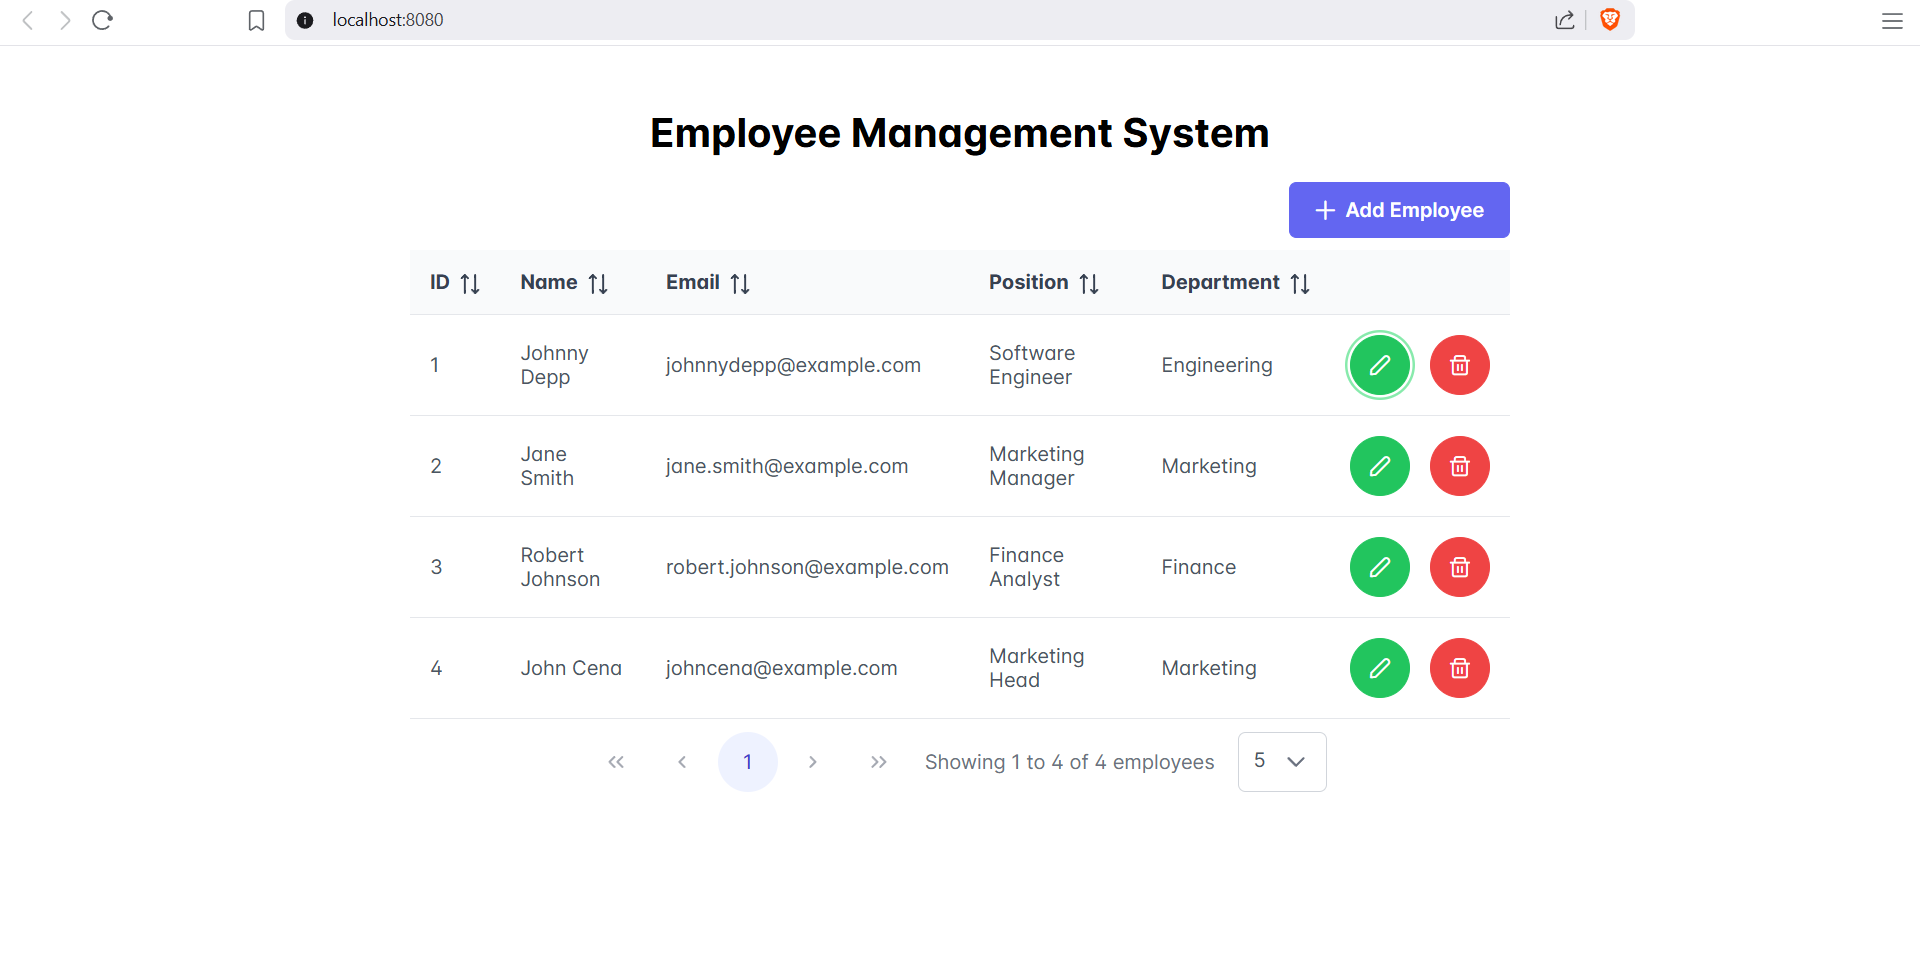 localhost:8080
Employee Management System
Add Employee
ID Name Email Position Department
1 Johnny Depp johnnydepp@example.com Software Engineer Engineering
2 Jane Smith jane.smith@example.com Marketing Manager Marketing
3 Robert Johnson robert.johnson@example.com Finance Analyst Finance
4 John Cena johncena@example.com Marketing Head Marketing
1 Showing 1 to 4 of 4 employees 5